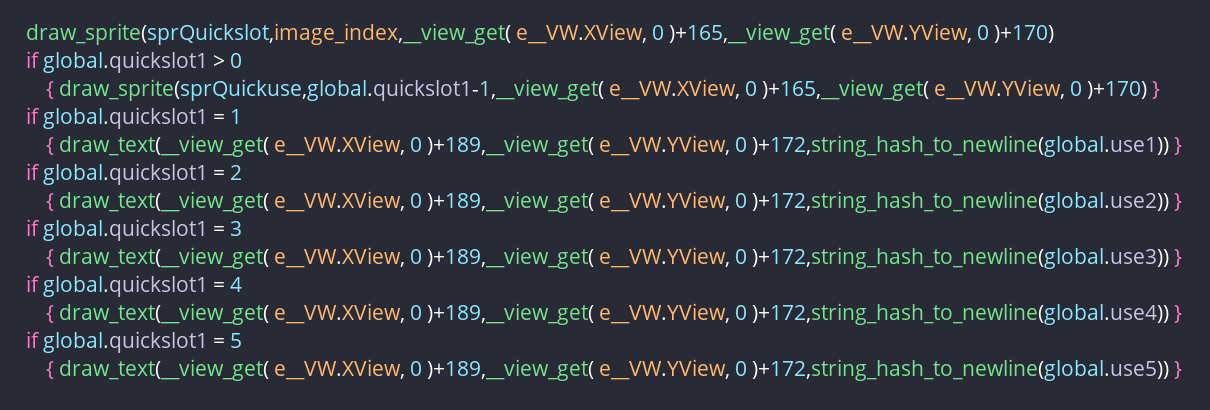 draw_sprite(sprQuickslot,image_index,__view_get( e__VW.XView, 0 )+165,__view_get( e__VW.YView, 0 )+170)
if global.quickslot1 > 0
{ draw_sprite(sprQuickuse,global.quickslot1-1,__view_get( e__VW.XView, 0 )+165,__view_get( e__VW.YView, 0 )+170) }
if global.quickslot1 = 1
{ draw_text(__view_get( e__VW.XView, 0 )+189,__view_get( e__VW.YView, 0 )+172,string_hash_to_newline(global.use1)) }
if global.quickslot1 = 2
{ draw_text(__view_get( e__VW.XView, 0 )+189,__view_get( e__VW.YView, 0 )+172,string_hash_to_newline(global.use2)) }
if global.quickslot1 = 3
{ draw_text(__view_get( e__VW.XView, 0 )+189,__view_get( e__VW.YView, 0 )+172,string_hash_to_newline(global.use3)) }
if global.quickslot1 = 4
{ draw_text(__view_get( e__VW.XView, 0 )+189,__view_get( e__VW.YView, 0 )+172,string_hash_to_newline(global.use4)) }
if global.quickslot1 = 5
{ draw_text(__view_get( e__VW.XView, 0 )+189,__view_get( e__VW.YView, 0 )+172,string_hash_to_newline(global.use5)) }